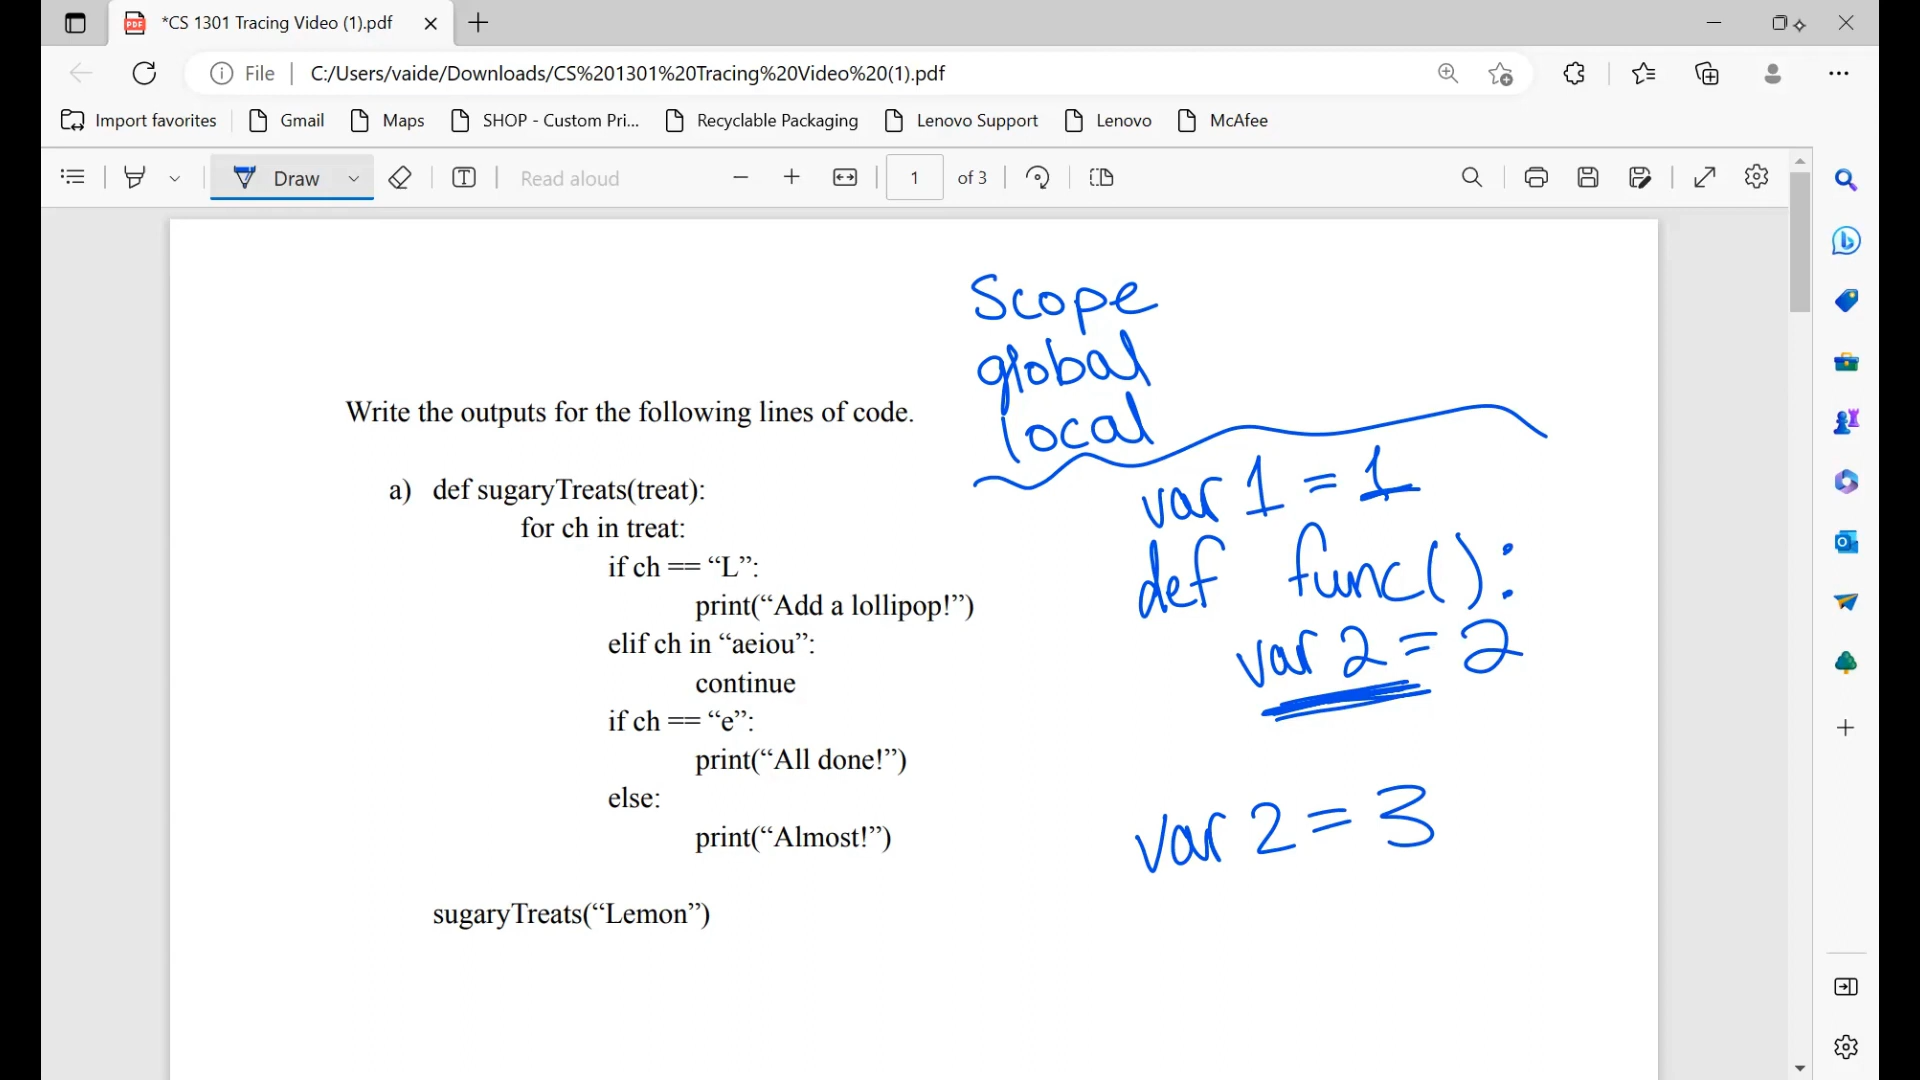 *CS 1301 Tracing Video (1).pdf
File
C:/Users/vaide/Downloads/CS%201301%20Tracing%20Video%20(1).pdf
Import favorites
Gmail
Maps
SHOP - Custom Pri...
Recyclable Packaging
Lenovo Support
Lenovo
McAfee
Draw
Read aloud
1
of 3
Scope
global
local
Write the outputs for the following lines of code.
a) def sugaryTreats(treat):
for ch in treat:
if ch == “L”:
print(“Add a lollipop!”)
elif ch in “aeiou”:
continue
if ch == “e”:
print(“All done!”)
else:
print(“Almost!”)
sugaryTreats(“Lemon”)
var 1 = 1
def func():
var 2 = 2
var 2 = 3